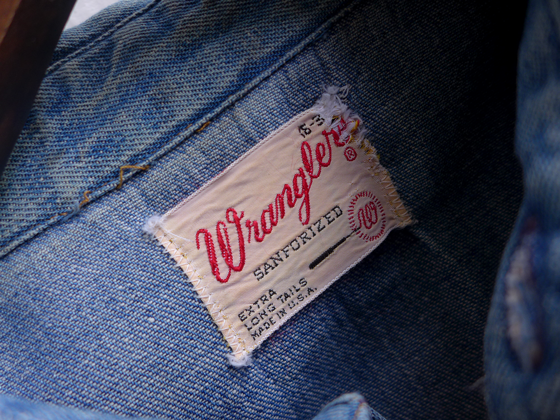 Wrangler
®
W
SANFORIZED
EXTRA
LONG TAILS
MADE IN U.S.A.